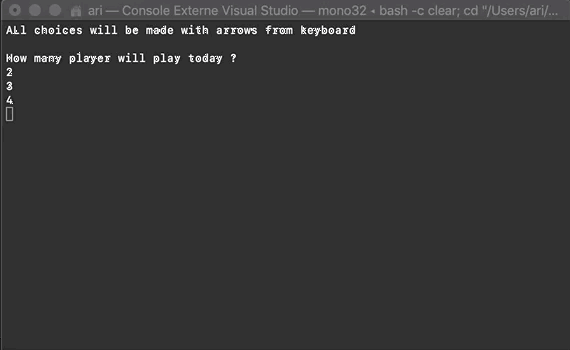 ari — Console Externe Visual Studio — mono32 ◂ bash -c clear; cd "/Users/ari/...
All choices will be made with arrows from keyboard
How many player will play today ?
2
3
4